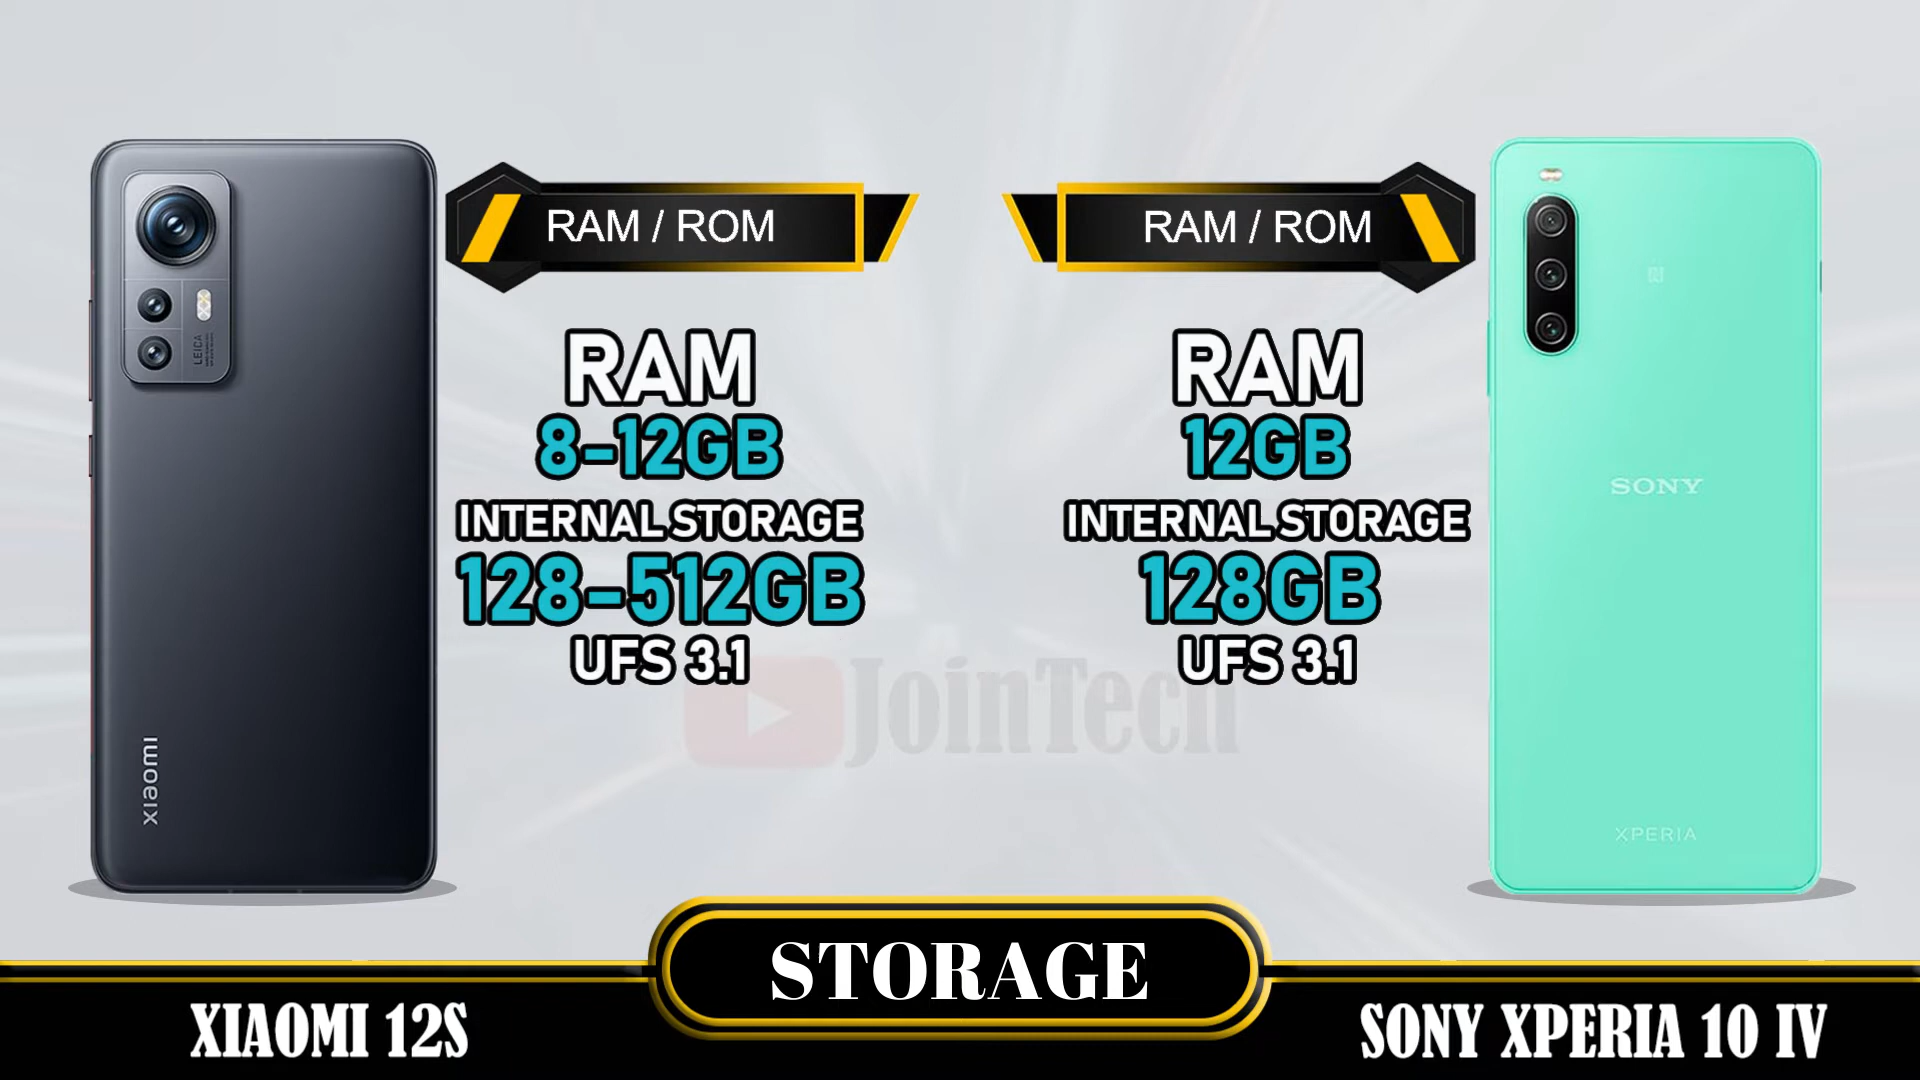 RAM / ROM
RAM
8-12GB
INTERNAL STORAGE
128-512GB
UFS 3.1
LEICA
xiaomi
RAM / ROM
RAM
12GB
INTERNAL STORAGE
128GB
UFS 3.1
SONY
XPERIA
JoinTech
STORAGE
XIAOMI 12S
SONY XPERIA 10 IV